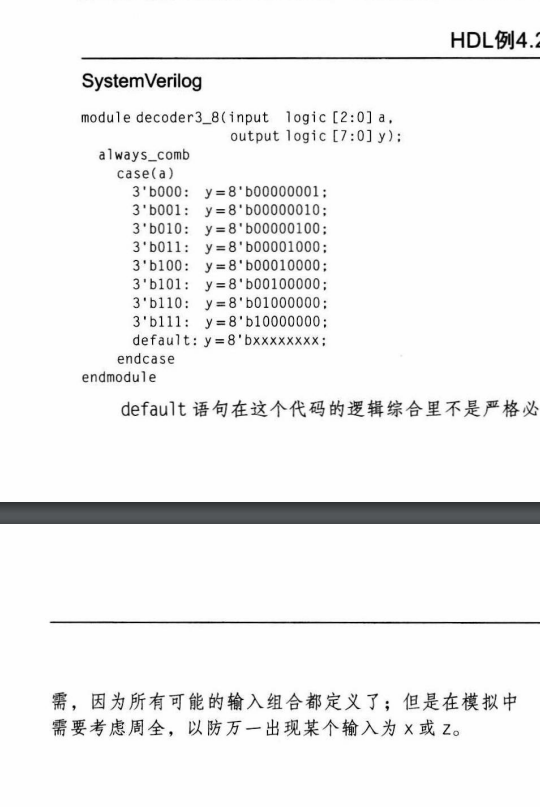 HDL例4.2
SystemVerilog
module decoder3_8(input logic [2:0] a,
output logic [7:0] y);
always_comb
case(a)
3'b000: y=8'b00000001;
3'b001: y=8'b00000010;
3'b010: y=8'b00000100;
3'b011: y=8'b00001000;
3'b100: y=8'b00010000;
3'b101: y=8'b00100000;
3'b110: y=8'b01000000;
3'b111: y=8'b10000000;
default: y=8'bxxxxxxxx;
endcase
endmodule
default 语句在这个代码的逻辑综合里不是严格必
需，因为所有可能的输入组合都定义了；但是在模拟中
需要考虑周全，以防万一出现某个输入为 x 或 z。